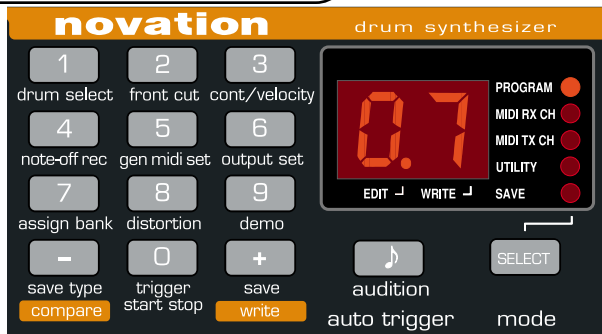 novation drum synthesizer
1 2 3
drum select front cut cont/velocity
4 5 6
note-off rec gen midi set output set
7 8 9
assign bank distortion demo
- 0 +
save type trigger start stop save
compare write
0.7
EDIT WRITE
PROGRAM
MIDI RX CH
MIDI TX CH
UTILITY
SAVE
♪ SELECT
audition
auto trigger mode